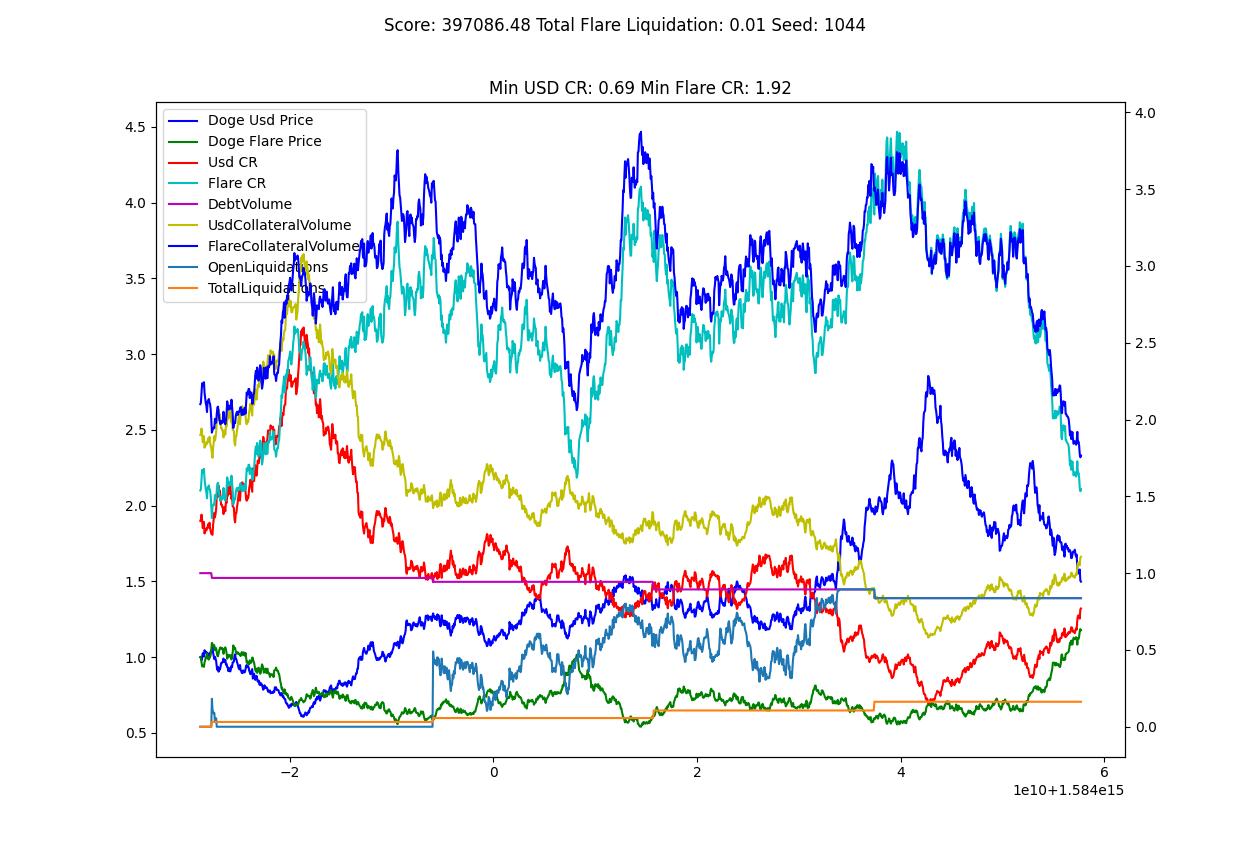 Score: 397086.48 Total Flare Liquidation: 0.01 Seed: 1044
Min USD CR: 0.69 Min Flare CR: 1.92
Doge Usd Price
Doge Flare Price
Usd CR
Flare CR
DebtVolume
UsdCollateralVolume
FlareCollateralVolume
OpenLiquidations
TotalLiquidations
4.5
4.0
3.5
3.0
2.5
2.0
1.5
1.0
0.5
4.0
3.5
3.0
2.5
2.0
1.5
1.0
0.5
0.0
−2
0
2
4
6
1e10+1.584e15